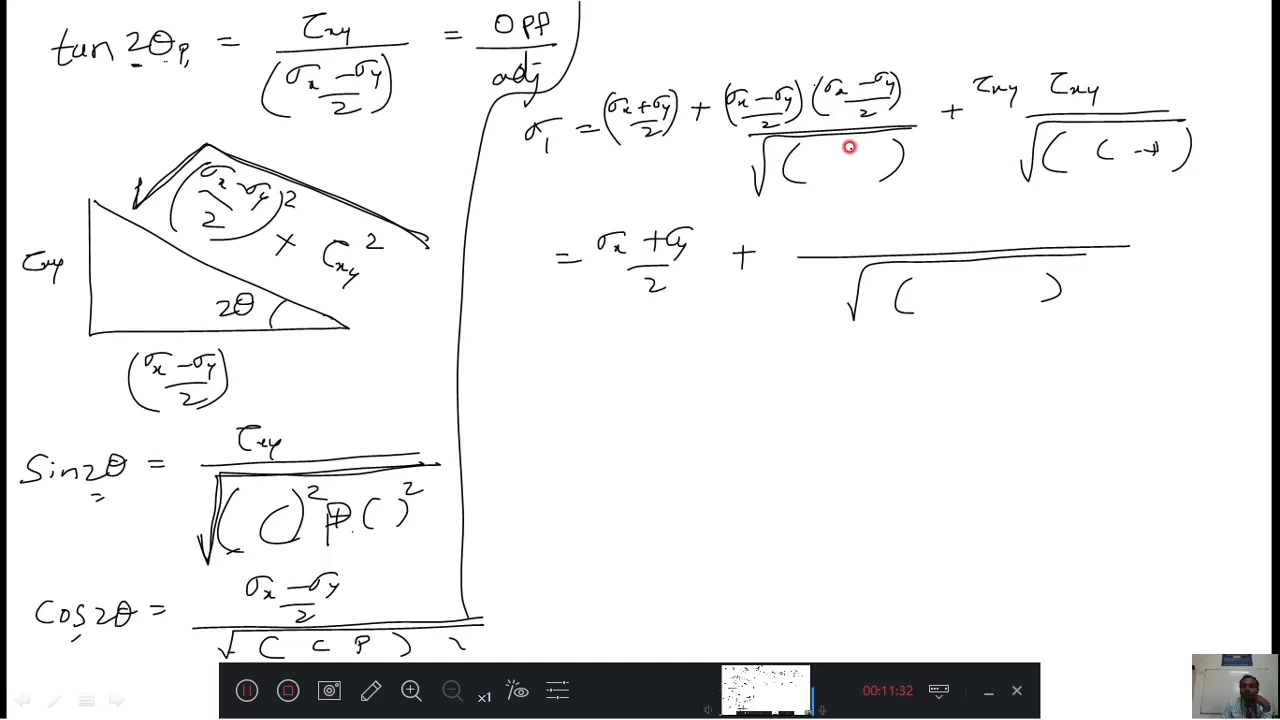 tan 2θp, = τxy / ((σx − σy)/2) = opp / adj
√((σx − σy)/2)² + τxy²
τxy
2θ
((σx − σy)/2)
Sin2θ = τxy / √( ( )² + ( )²
Cos2θ = (σx − σy)/2 / √( ( )
σ1 = ((σx + σy)/2) + ((σx − σy)/2) ((σx − σy)/2) / √( ) + τxy τxy / √( ( → )
= (σx + σy)/2 + / √( )
x1
00:11:32